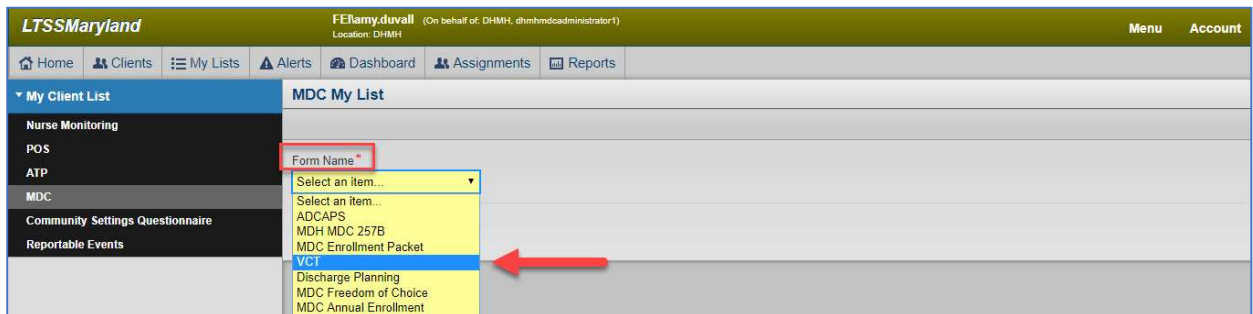 LTSSMaryland
FEI\amy.duvall (On behalf of: DHMH, dhmhmdcadministrator1)
Location: DHMH
Menu Account
Home Clients My Lists Alerts Dashboard Assignments Reports
My Client List
MDC My List
Nurse Monitoring
POS
ATP
MDC
Community Settings Questionnaire
Reportable Events
Form Name*
Select an item...
Select an item...
ADCAPS
MDH MDC 257B
MDC Enrollment Packet
VCT
Discharge Planning
MDC Freedom of Choice
MDC Annual Enrollment